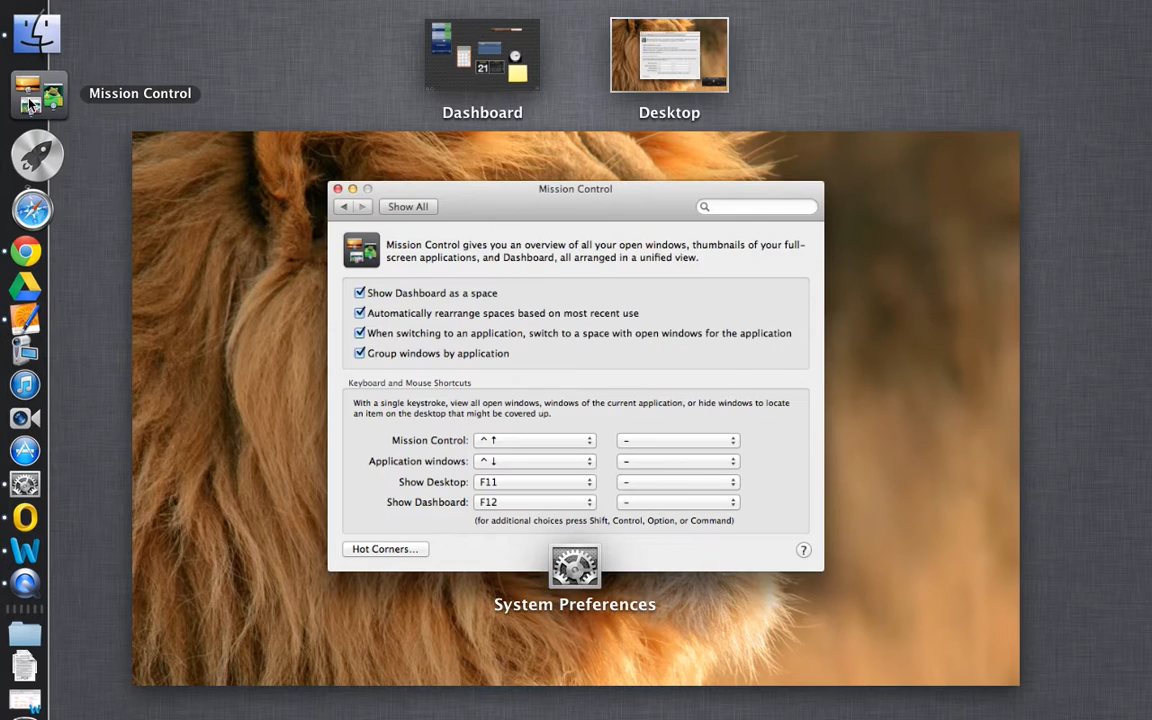 Dashboard
Desktop
Mission Control
21
Mission Control
Show All
Mission Control gives you an overview of all your open windows, thumbnails of your full-
screen applications, and Dashboard, all arranged in a unified view.
Show Dashboard as a space
Automatically rearrange spaces based on most recent use
When switching to an application, switch to a space with open windows for the application
Group windows by application
Keyboard and Mouse Shortcuts
With a single keystroke, view all open windows, windows of the current application, or hide windows to locate
an item on the desktop that might be covered up.
Mission Control: ^ ↑ –
Application windows: ^ ↓ –
Show Desktop: F11 –
Show Dashboard: F12 –
(for additional choices press Shift, Control, Option, or Command)
Hot Corners... ?
System Preferences